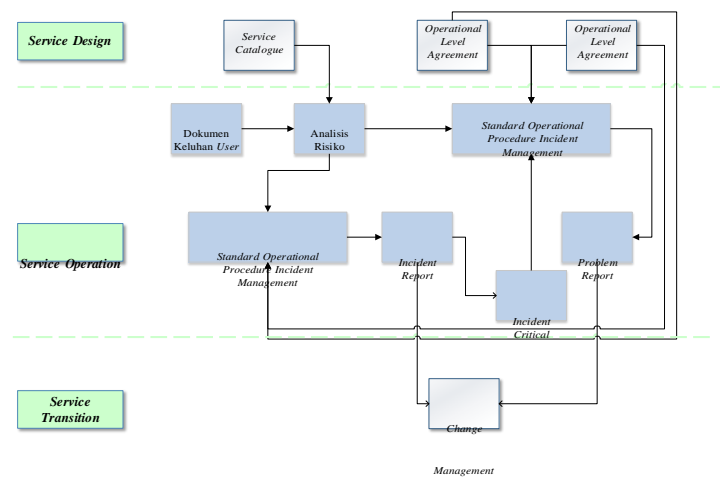 Service Design
Service
Catalogue
Operational
Level
Agreement
Operational
Level
Agreement
Dokumen
Keluhan User
Analisis
Risiko
Standard Operational
Procedure Incident
Management
Service Operation
Standard Operational
Procedure Incident
Management
Incident
Report
Incident
Critical
Problem
Report
Service
Transition
Change
Management